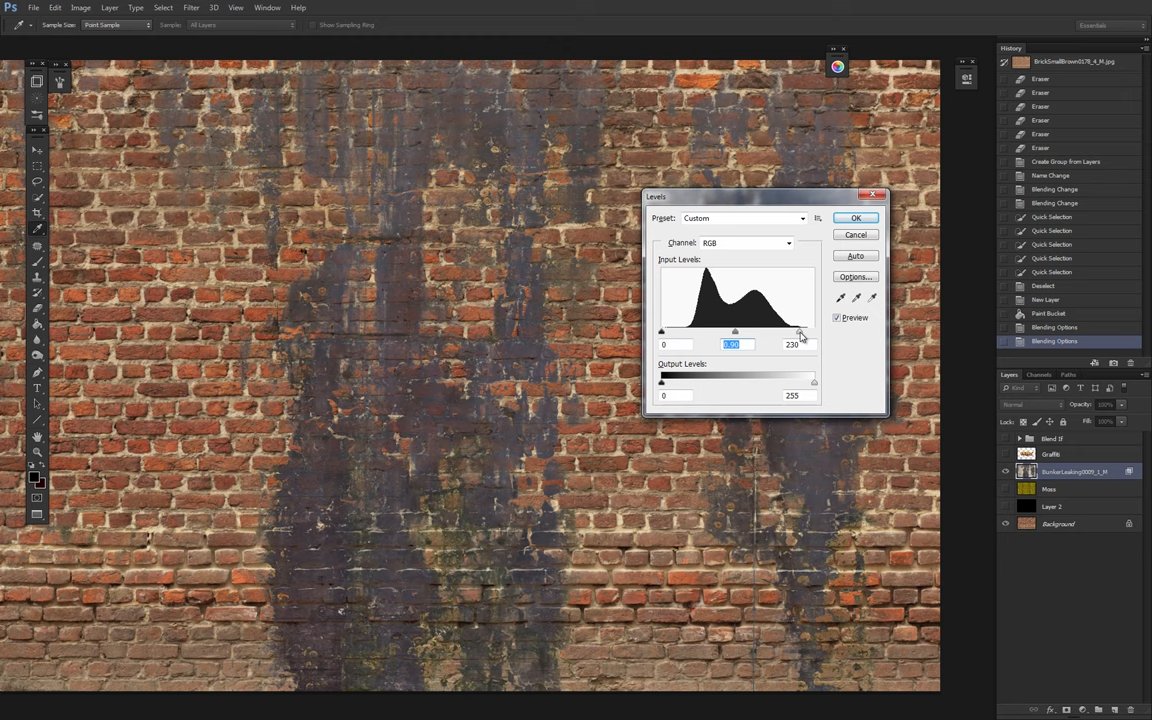 Ps File Edit Image Layer Type Select Filter 3D View Window Help
Sample Size: Point Sample Sample: All Layers Show Sampling Ring Essentials
History
BrickSmallBrown0178_4_M.jpg
Eraser
Eraser
Eraser
Eraser
Eraser
Eraser
Create Group from Layers
Name Change
Blending Change
Blending Change
Quick Selection
Quick Selection
Quick Selection
Quick Selection
Quick Selection
Deselect
New Layer
Paint Bucket
Blending Options
Blending Options
Levels
Preset: Custom OK
Cancel
Channel: RGB
Auto
Input Levels:
Options...
Preview
0 0.90 230
Output Levels:
0 255
Layers Channels Paths
Kind
Normal Opacity: 100%
Lock: Fill: 100%
Blend If
Graffiti
BunkerLeaking0009_1_M
Moss
Layer 2
Background